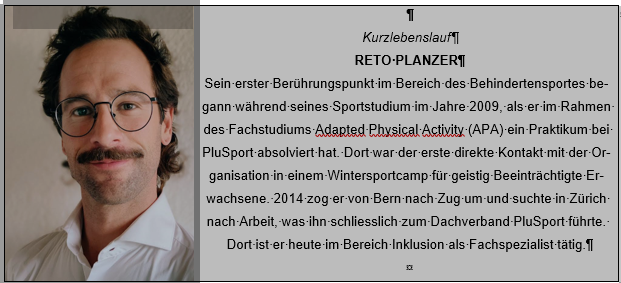 Kurzlebenslauf
RETO PLANZER
Sein erster Berührungspunkt im Bereich des Behindertensportes be-
gann während seines Sportstudium im Jahre 2009, als er im Rahmen
des Fachstudiums Adapted Physical Activity (APA) ein Praktikum bei
PluSport absolviert hat. Dort war der erste direkte Kontakt mit der Or-
ganisation in einem Wintersportcamp für geistig Beeinträchtigte Er-
wachsene. 2014 zog er von Bern nach Zug um und suchte in Zürich
nach Arbeit, was ihn schliesslich zum Dachverband PluSport führte.
Dort ist er heute im Bereich Inklusion als Fachspezialist tätig.